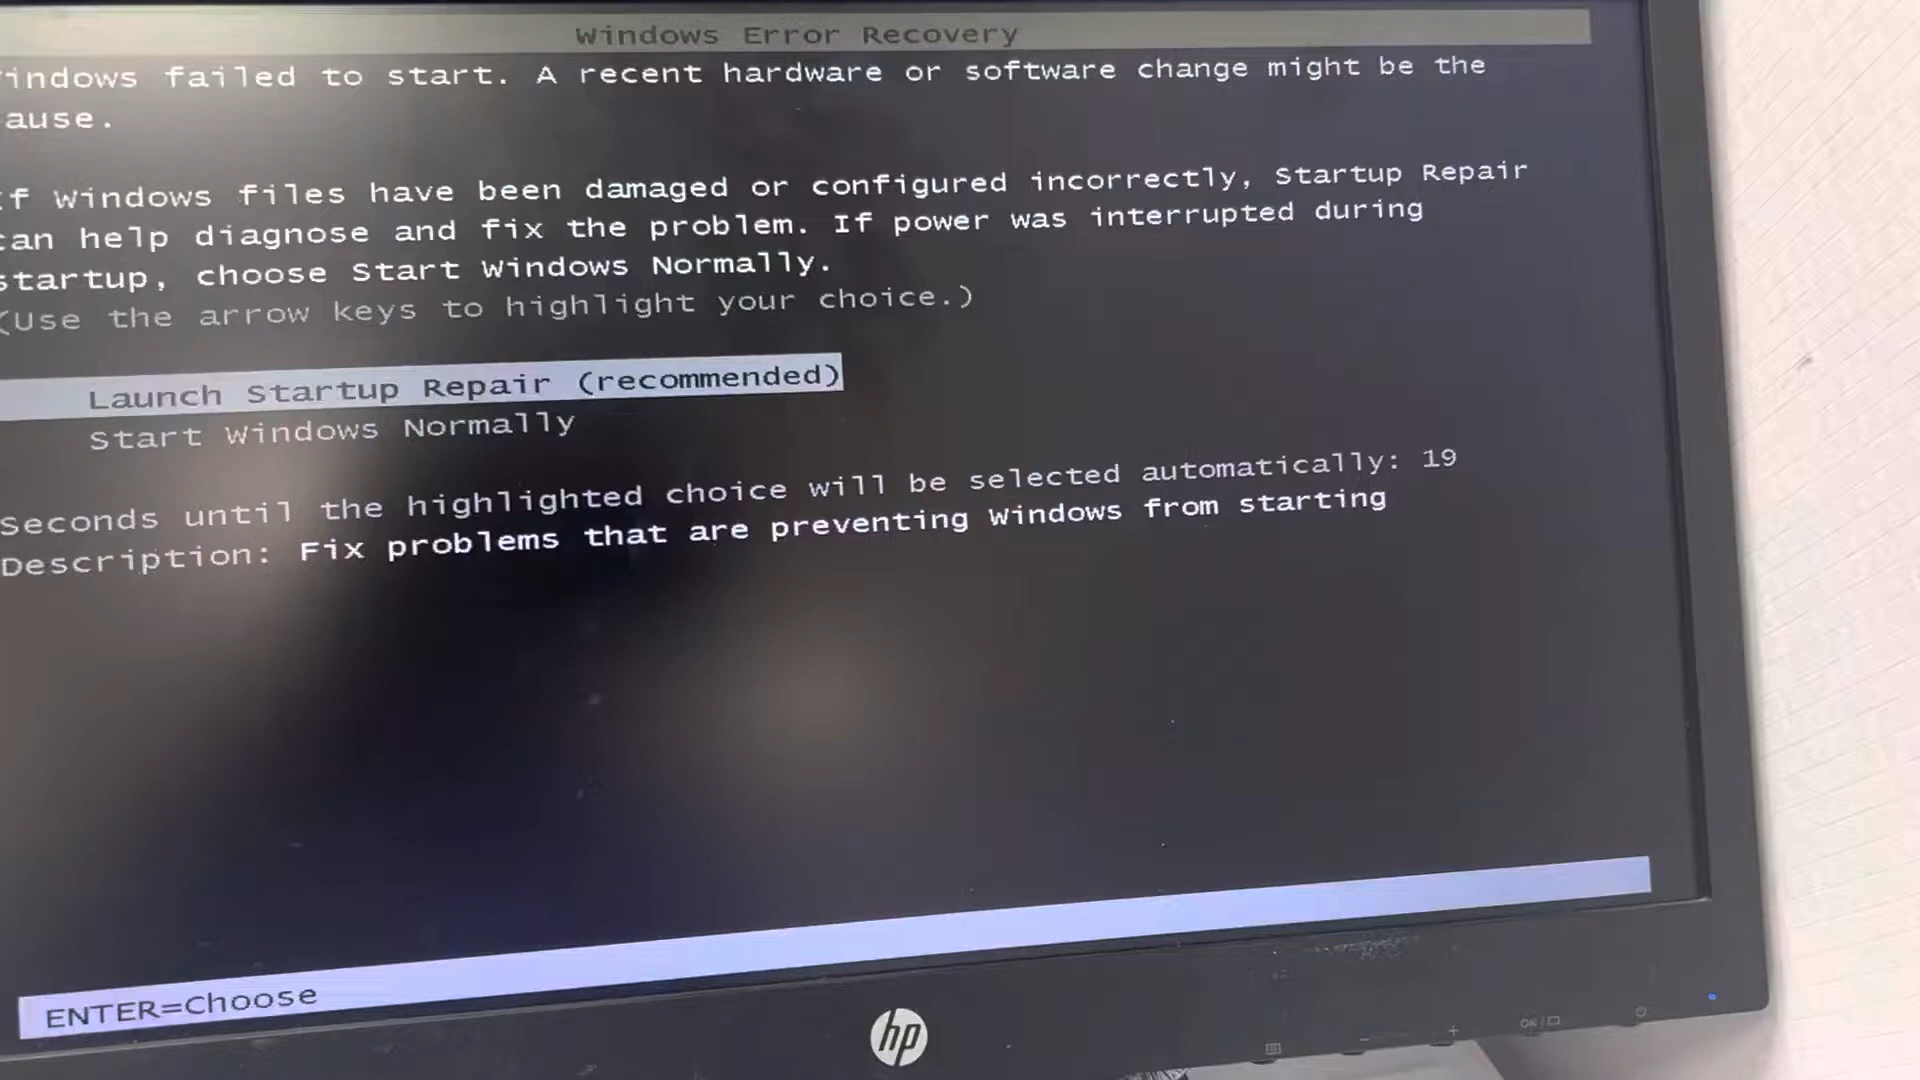 Windows Error Recovery
indows failed to start. A recent hardware or software change might be the
ause.
If Windows files have been damaged or configured incorrectly, Startup Repair
can help diagnose and fix the problem. If power was interrupted during
startup, choose Start Windows Normally.
(Use the arrow keys to highlight your choice.)
Launch Startup Repair (recommended)
Start Windows Normally
Seconds until the highlighted choice will be selected automatically: 19
Description: Fix problems that are preventing Windows from starting
ENTER=Choose
hp
OK/